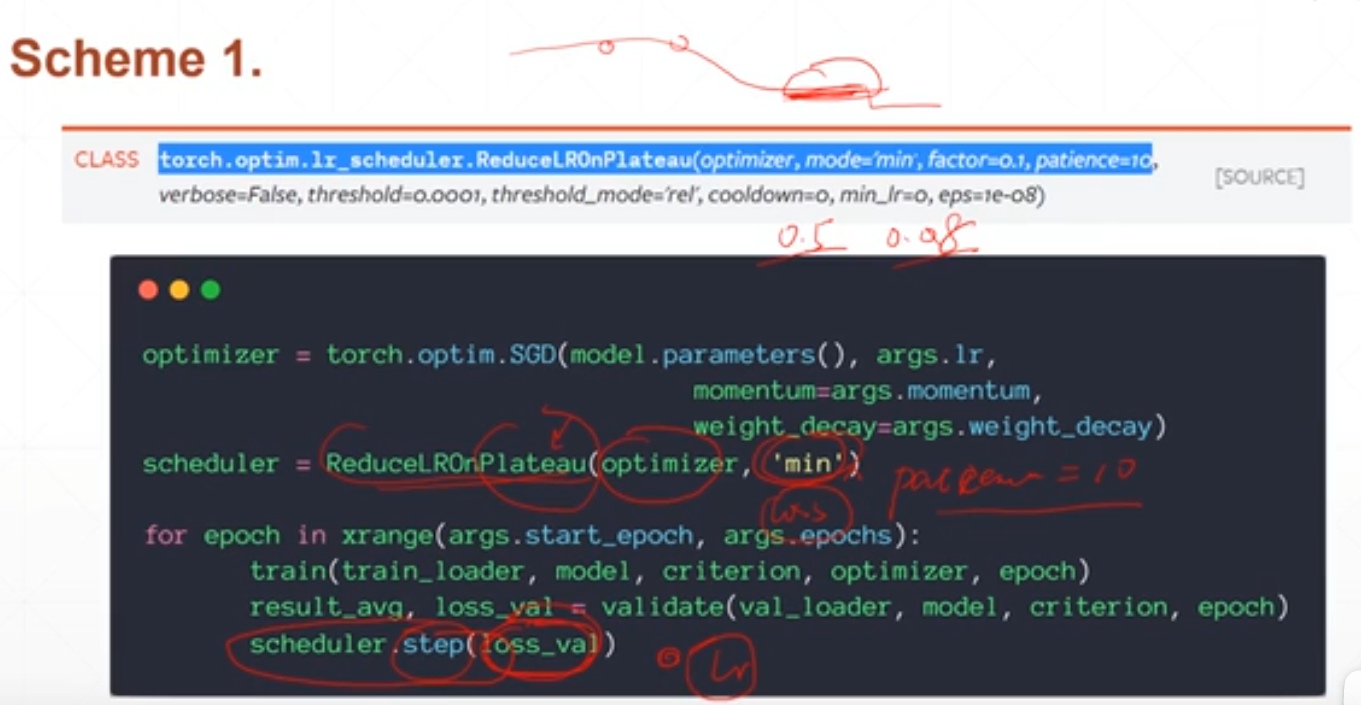 Scheme 1.
CLASS torch.optim.lr_scheduler.ReduceLROnPlateau(optimizer, mode='min', factor=0.1, patience=10,
[SOURCE]
verbose=False, threshold=0.0001, threshold_mode='rel', cooldown=0, min_lr=0, eps=1e-08)
0.5 0.98
optimizer = torch.optim.SGD(model.parameters(), args.lr,
momentum=args.momentum,
weight_decay=args.weight_decay)
scheduler = ReduceLROnPlateau(optimizer, 'min')
= 10
loss
for epoch in xrange(args.start_epoch, args.epochs):
train(train_loader, model, criterion, optimizer, epoch)
result_avg, loss_val = validate(val_loader, model, criterion, epoch)
scheduler.step(loss_val)
lr